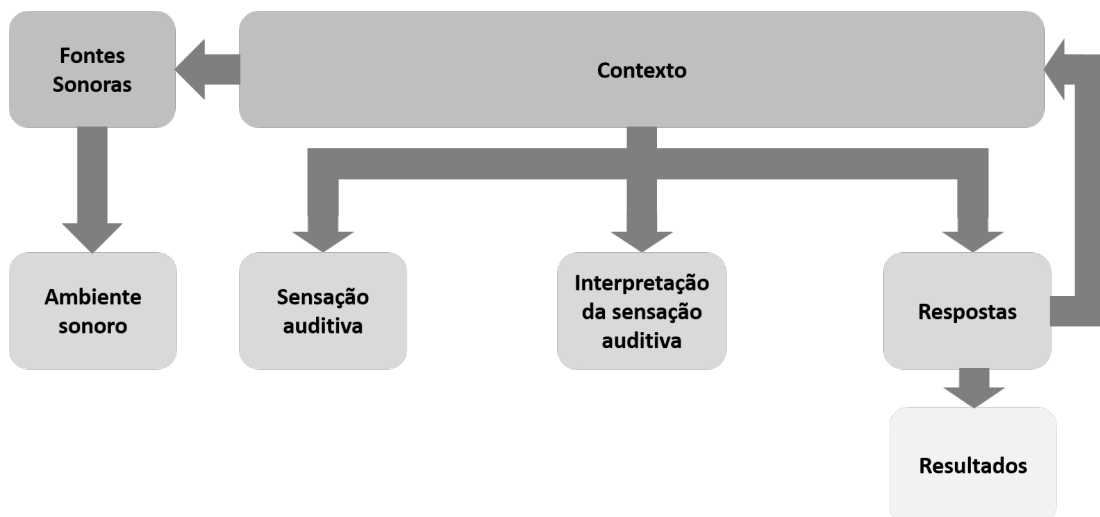 Fontes
Sonoras
Contexto
Ambiente
sonoro
Sensação
auditiva
Interpretação
da sensação
auditiva
Respostas
Resultados